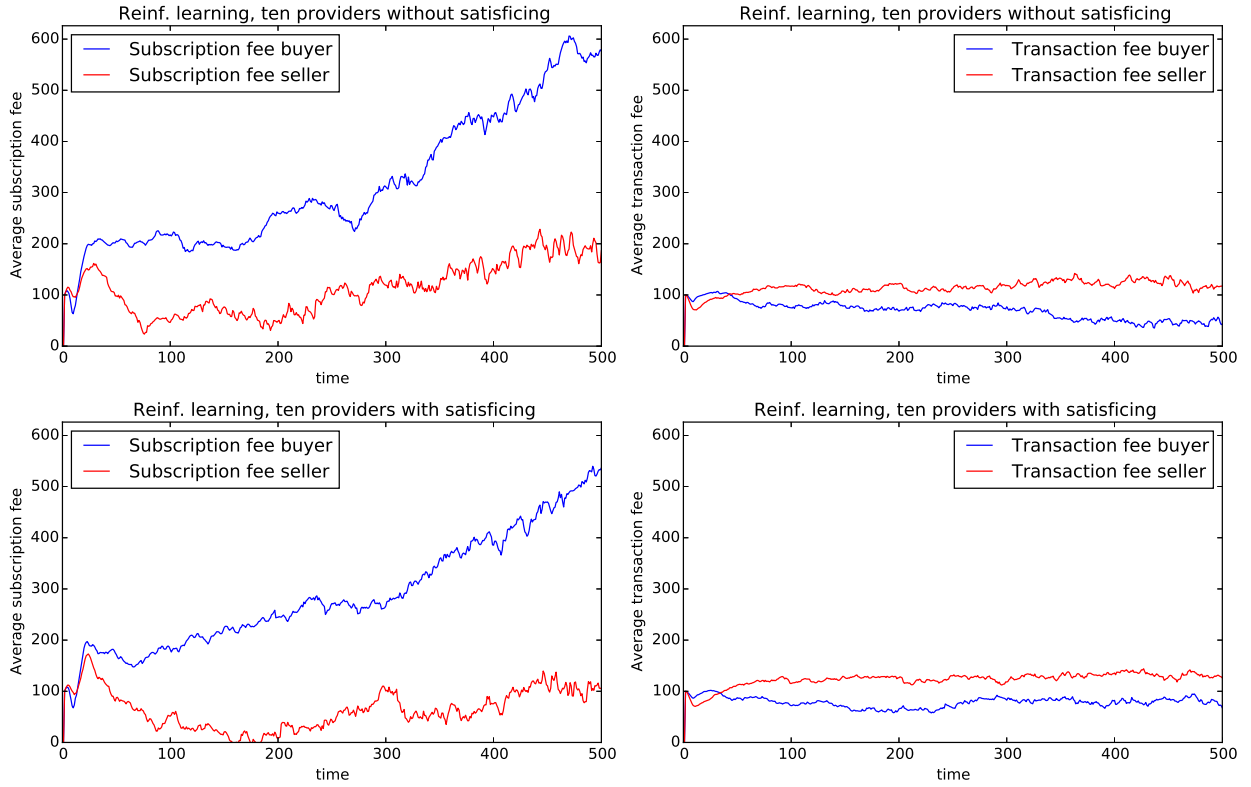 Reinf. learning, ten providers without satisficing
Average subscription fee
600
500
400
300
200
100
0
Subscription fee buyer
Subscription fee seller
0 100 200 300 400 500
time
Reinf. learning, ten providers without satisficing
Average transaction fee
600
500
400
300
200
100
0
Transaction fee buyer
Transaction fee seller
0 100 200 300 400 500
time
Reinf. learning, ten providers with satisficing
Average subscription fee
600
500
400
300
200
100
0
Subscription fee buyer
Subscription fee seller
0 100 200 300 400 500
time
Reinf. learning, ten providers with satisficing
Average transaction fee
600
500
400
300
200
100
0
Transaction fee buyer
Transaction fee seller
0 100 200 300 400 500
time